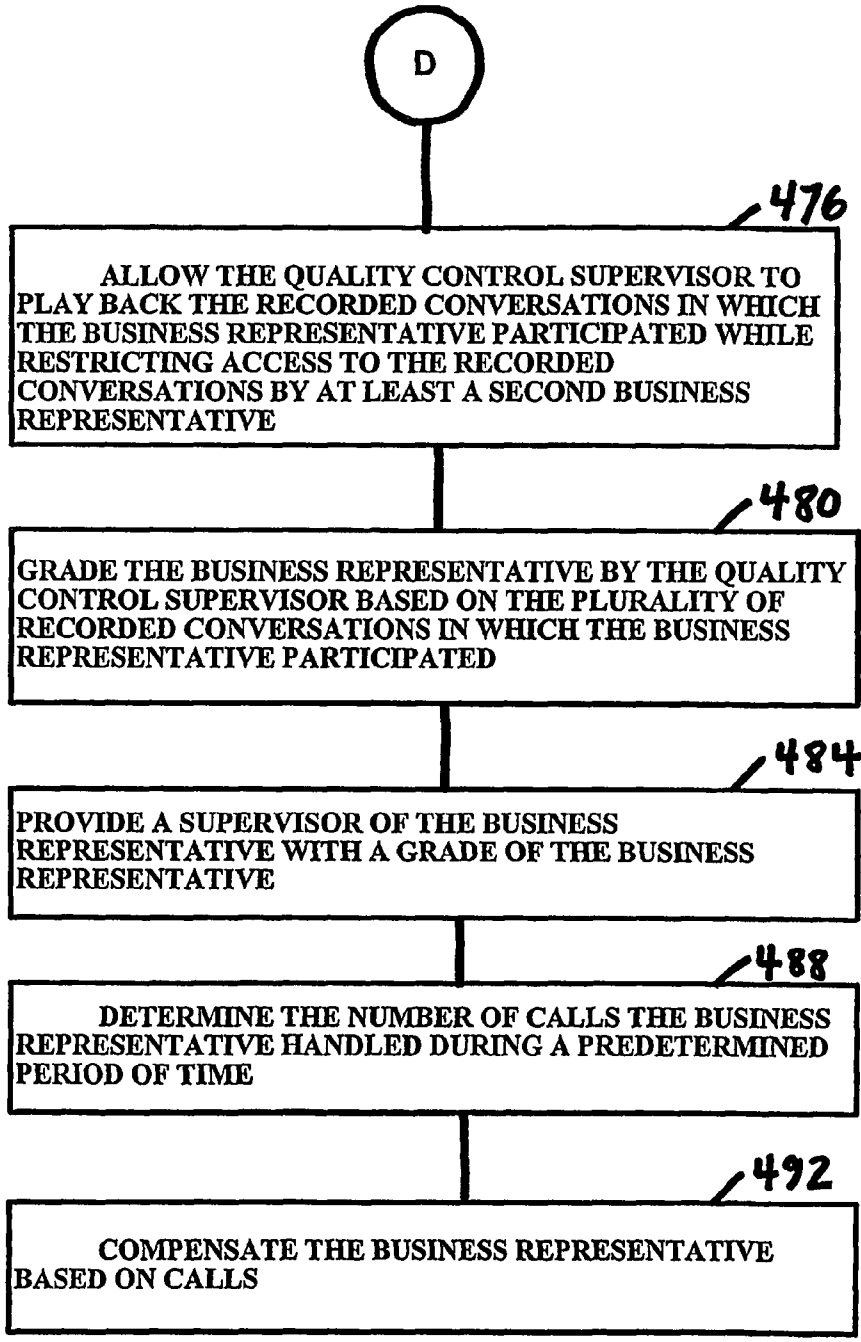 D
476
ALLOW THE QUALITY CONTROL SUPERVISOR TO
PLAY BACK THE RECORDED CONVERSATIONS IN WHICH
THE BUSINESS REPRESENTATIVE PARTICIPATED WHILE
RESTRICTING ACCESS TO THE RECORDED
CONVERSATIONS BY AT LEAST A SECOND BUSINESS
REPRESENTATIVE
480
GRADE THE BUSINESS REPRESENTATIVE BY THE QUALITY
CONTROL SUPERVISOR BASED ON THE PLURALITY OF
RECORDED CONVERSATIONS IN WHICH THE BUSINESS
REPRESENTATIVE PARTICIPATED
484
PROVIDE A SUPERVISOR OF THE BUSINESS
REPRESENTATIVE WITH A GRADE OF THE BUSINESS
REPRESENTATIVE
488
DETERMINE THE NUMBER OF CALLS THE BUSINESS
REPRESENTATIVE HANDLED DURING A PREDETERMINED
PERIOD OF TIME
492
COMPENSATE THE BUSINESS REPRESENTATIVE
BASED ON CALLS